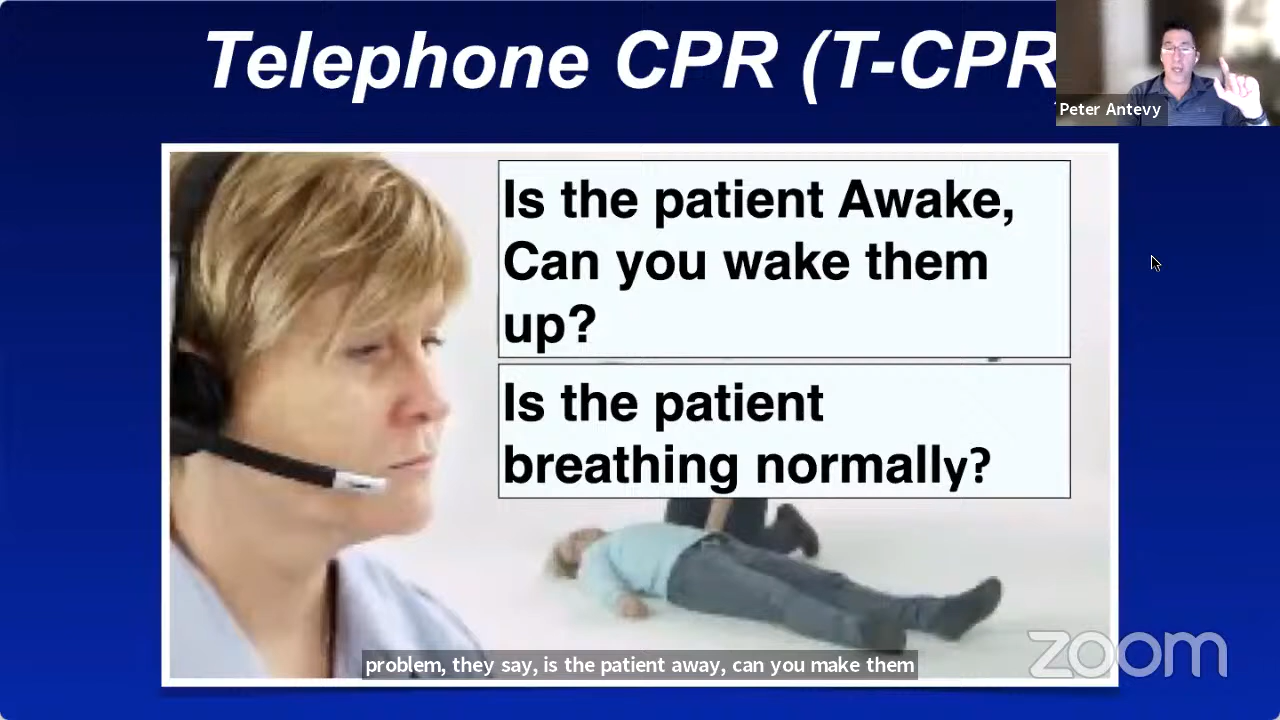 Telephone CPR (T-CPR
Peter Antevy
Is the patient Awake,
Can you wake them
up?
Is the patient
breathing normally?
zoom
problem, they say, is the patient away, can you make them